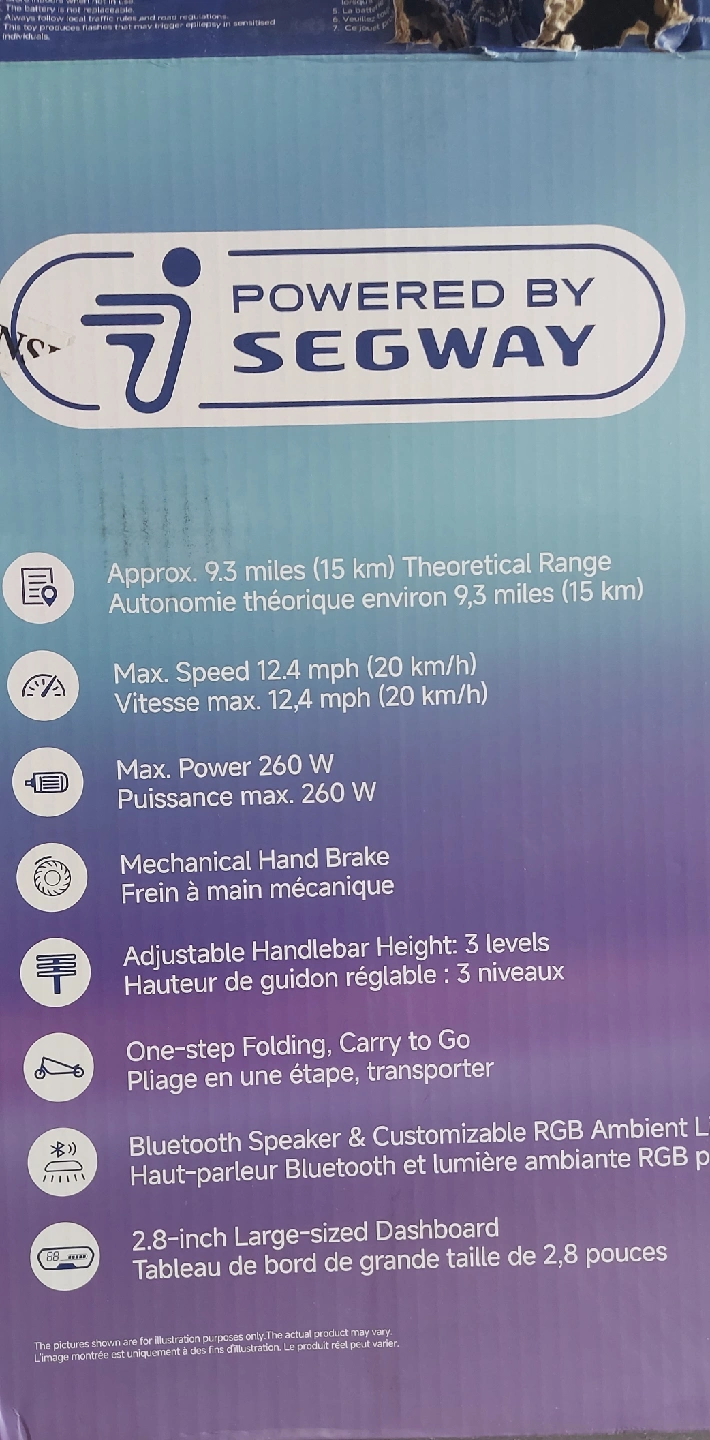 The battery is not replaceable.
Always follow local traffic rules and road regulations.
This toy produces flashes that may trigger epilepsy in sensitised
individuals.
5. La
6. Veuillez
7. Ce jouet
POWERED BY
SEGWAY
Approx. 9.3 miles (15 km) Theoretical Range
Autonomie théorique environ 9,3 miles (15 km)
Max. Speed 12.4 mph (20 km/h)
Vitesse max. 12,4 mph (20 km/h)
Max. Power 260 W
Puissance max. 260 W
Mechanical Hand Brake
Frein à main mécanique
Adjustable Handlebar Height: 3 levels
Hauteur de guidon réglable : 3 niveaux
One-step Folding, Carry to Go
Pliage en une étape, transporter
Bluetooth Speaker & Customizable RGB Ambient L
Haut-parleur Bluetooth et lumière ambiante RGB p
2.8-inch Large-sized Dashboard
Tableau de bord de grande taille de 2,8 pouces
The pictures shown are for illustration purposes only.The actual product may vary.
L'image montrée est uniquement à des fins d'illustration. Le produit réel peut varier.